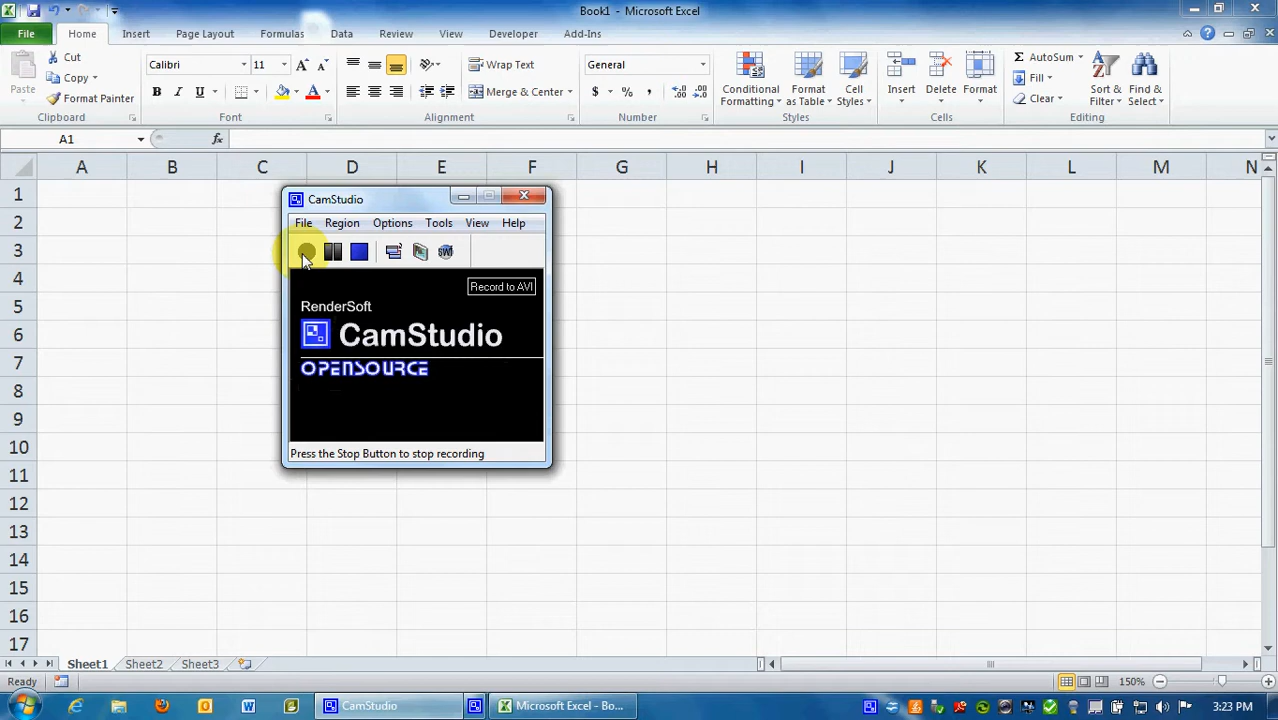 Book1 - Microsoft Excel
File Home Insert Page Layout Formulas Data Review View Developer Add-Ins
Paste
Cut
Copy
Format Painter
Clipboard
Calibri 11
B I U
Font
Wrap Text
Merge & Center
Alignment
General
$ % ,
Number
Conditional Formatting
Format as Table
Cell Styles
Styles
Insert Delete Format
Cells
AutoSum
Fill
Clear
Sort & Filter
Find & Select
Editing
A1 fx
A B C D E F G H I J K L M N
1
2
3
4
5
6
7
8
9
10
11
12
13
14
15
16
17
CamStudio
File Region Options Tools View Help
SWF
Record to AVI
RenderSoft
CamStudio
OPENSOURCE
Press the Stop Button to stop recording
Sheet1 Sheet2 Sheet3
Ready 150%
CamStudio Microsoft Excel - Bo... 3:23 PM